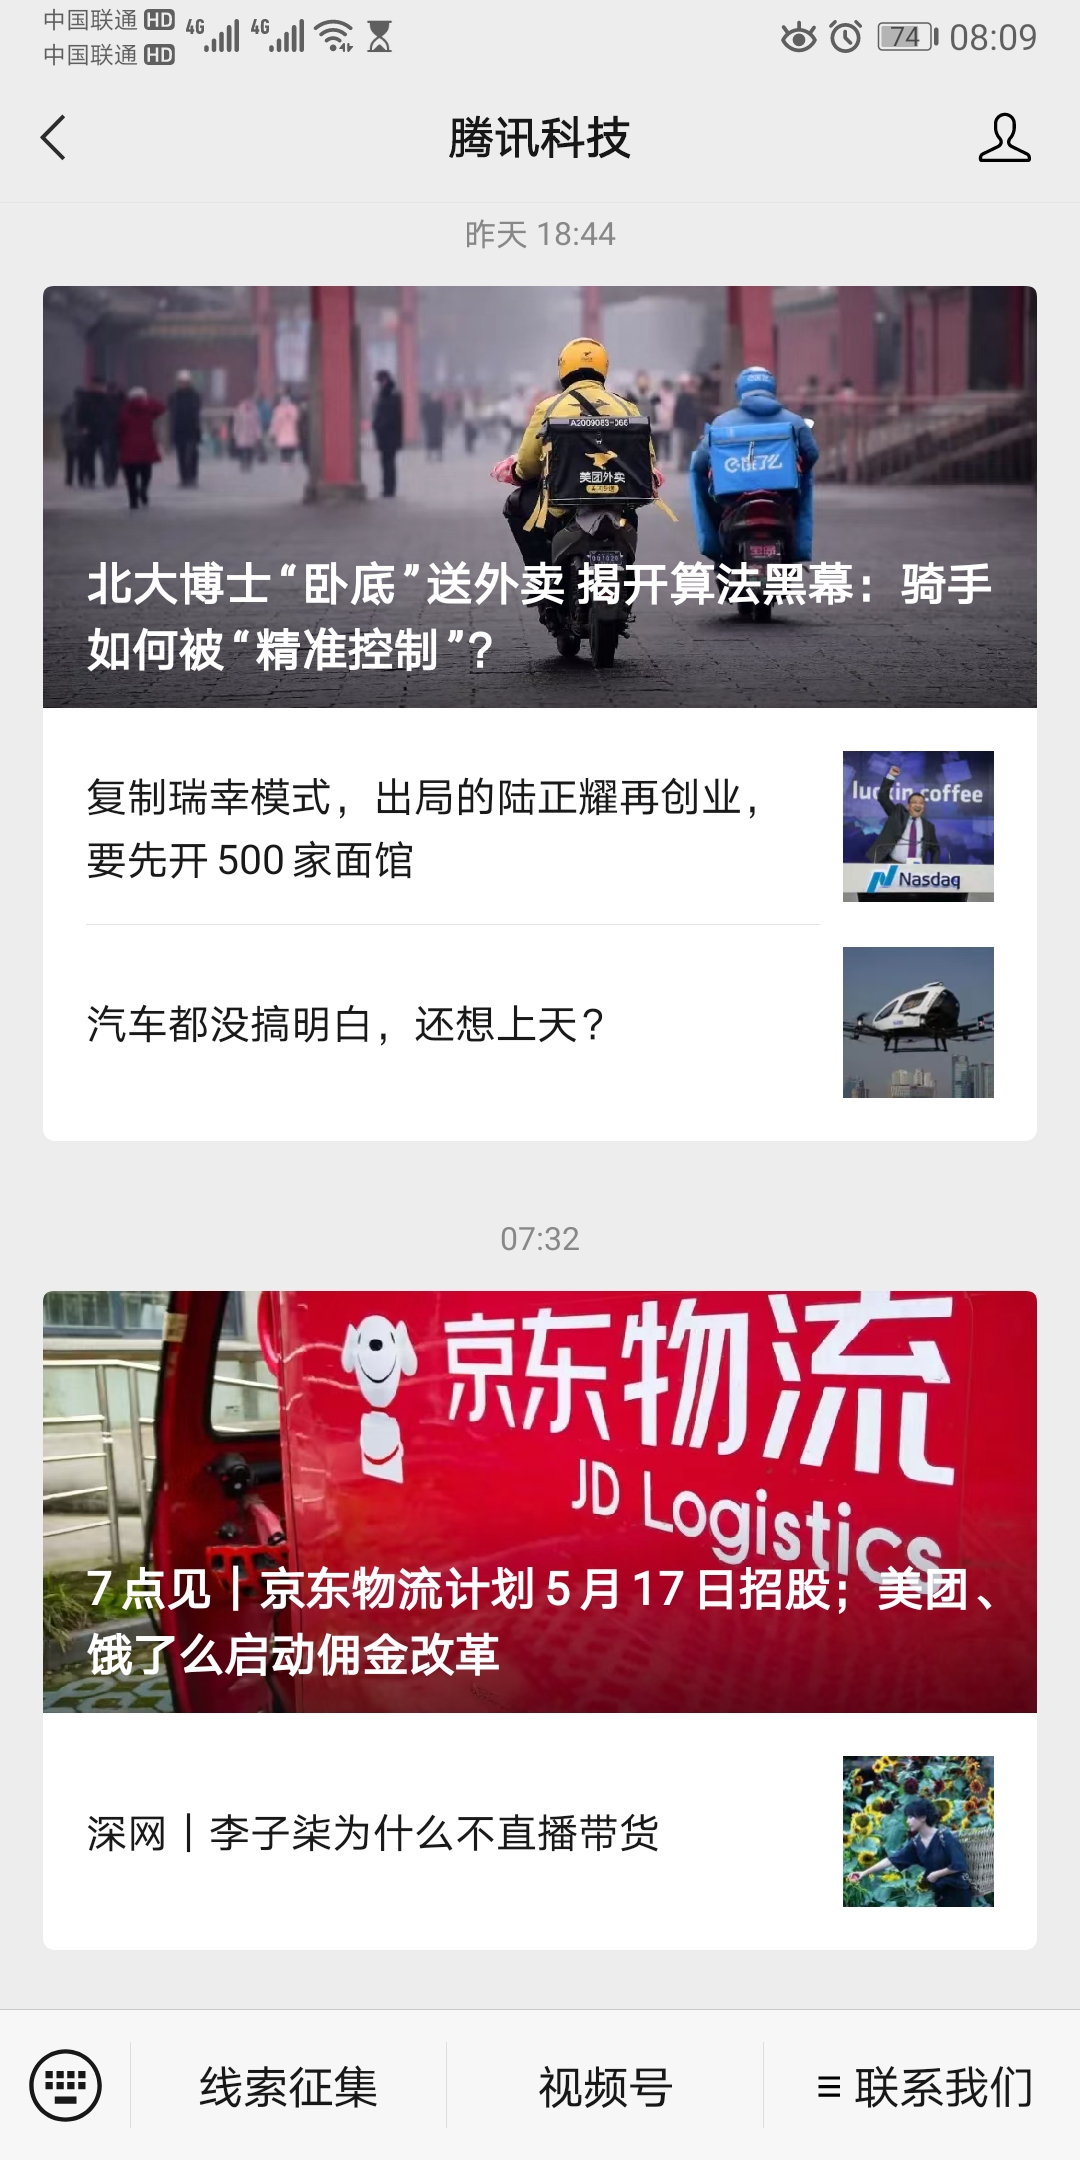 中国联通 HD
中国联通 HD
4G 4G
74 08:09
腾讯科技
昨天 18:44
A2009083-066
美团外卖
北大博士“卧底”送外卖 揭开算法黑幕：骑手
如何被“精准控制”？
复制瑞幸模式，出局的陆正耀再创业，
要先开 500 家面馆
luckin coffee
Nasdaq
汽车都没搞明白，还想上天？
07:32
京东物流
JD Logistics
7 点见｜京东物流计划 5 月 17 日招股；美团、
饿了么启动佣金改革
深网｜李子柒为什么不直播带货
线索征集
视频号
联系我们